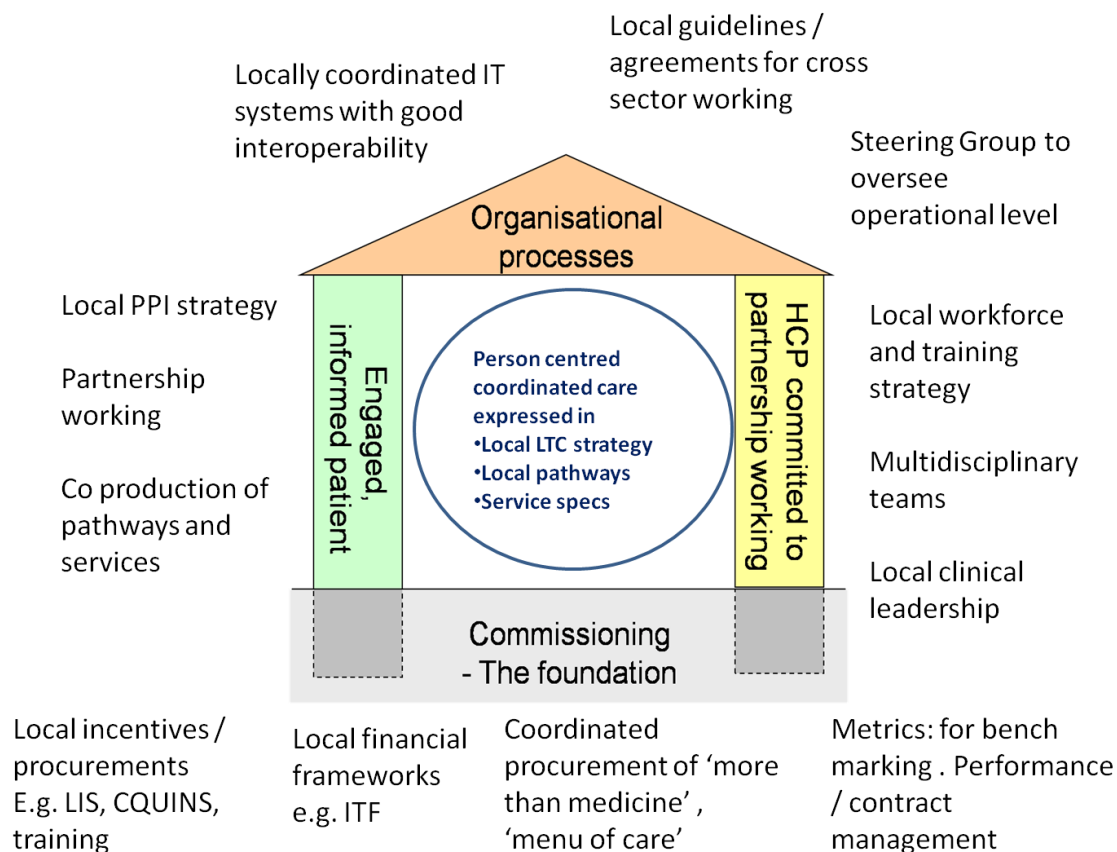 Locally coordinated IT
systems with good
interoperability
Local guidelines /
agreements for cross
sector working
Steering Group to
oversee
operational level
Organisational
processes
Local PPI strategy
Partnership
working
Co production of
pathways and
services
Engaged,
informed patient
Person centred
coordinated care
expressed in
•Local LTC strategy
•Local pathways
•Service specs
HCP committed to
partnership working
Local workforce
and training
strategy
Multidisciplinary
teams
Local clinical
leadership
Commissioning
- The foundation
Local incentives /
procurements
E.g. LIS, CQUINS,
training
Local financial
frameworks
e.g. ITF
Coordinated
procurement of ‘more
than medicine’ ,
‘menu of care’
Metrics: for bench
marking . Performance
/ contract
management